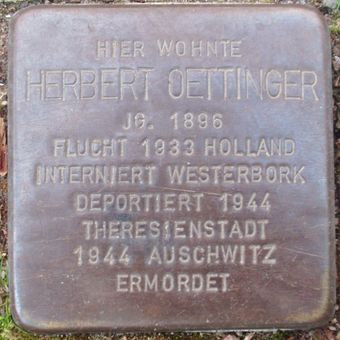 HIER WOHNTE
HERBERT OETTINGER
JG. 1896
FLUCHT 1933 HOLLAND
INTERNIERT WESTERBORK
DEPORTIERT 1944
THERESIENSTADT
1944 AUSCHWITZ
ERMORDET